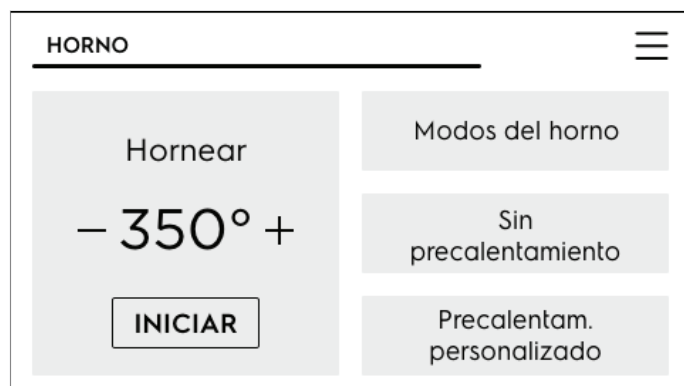 HORNO
Hornear
− 350° +
INICIAR
Modos del horno
Sin
precalentamiento
Precalentam.
personalizado